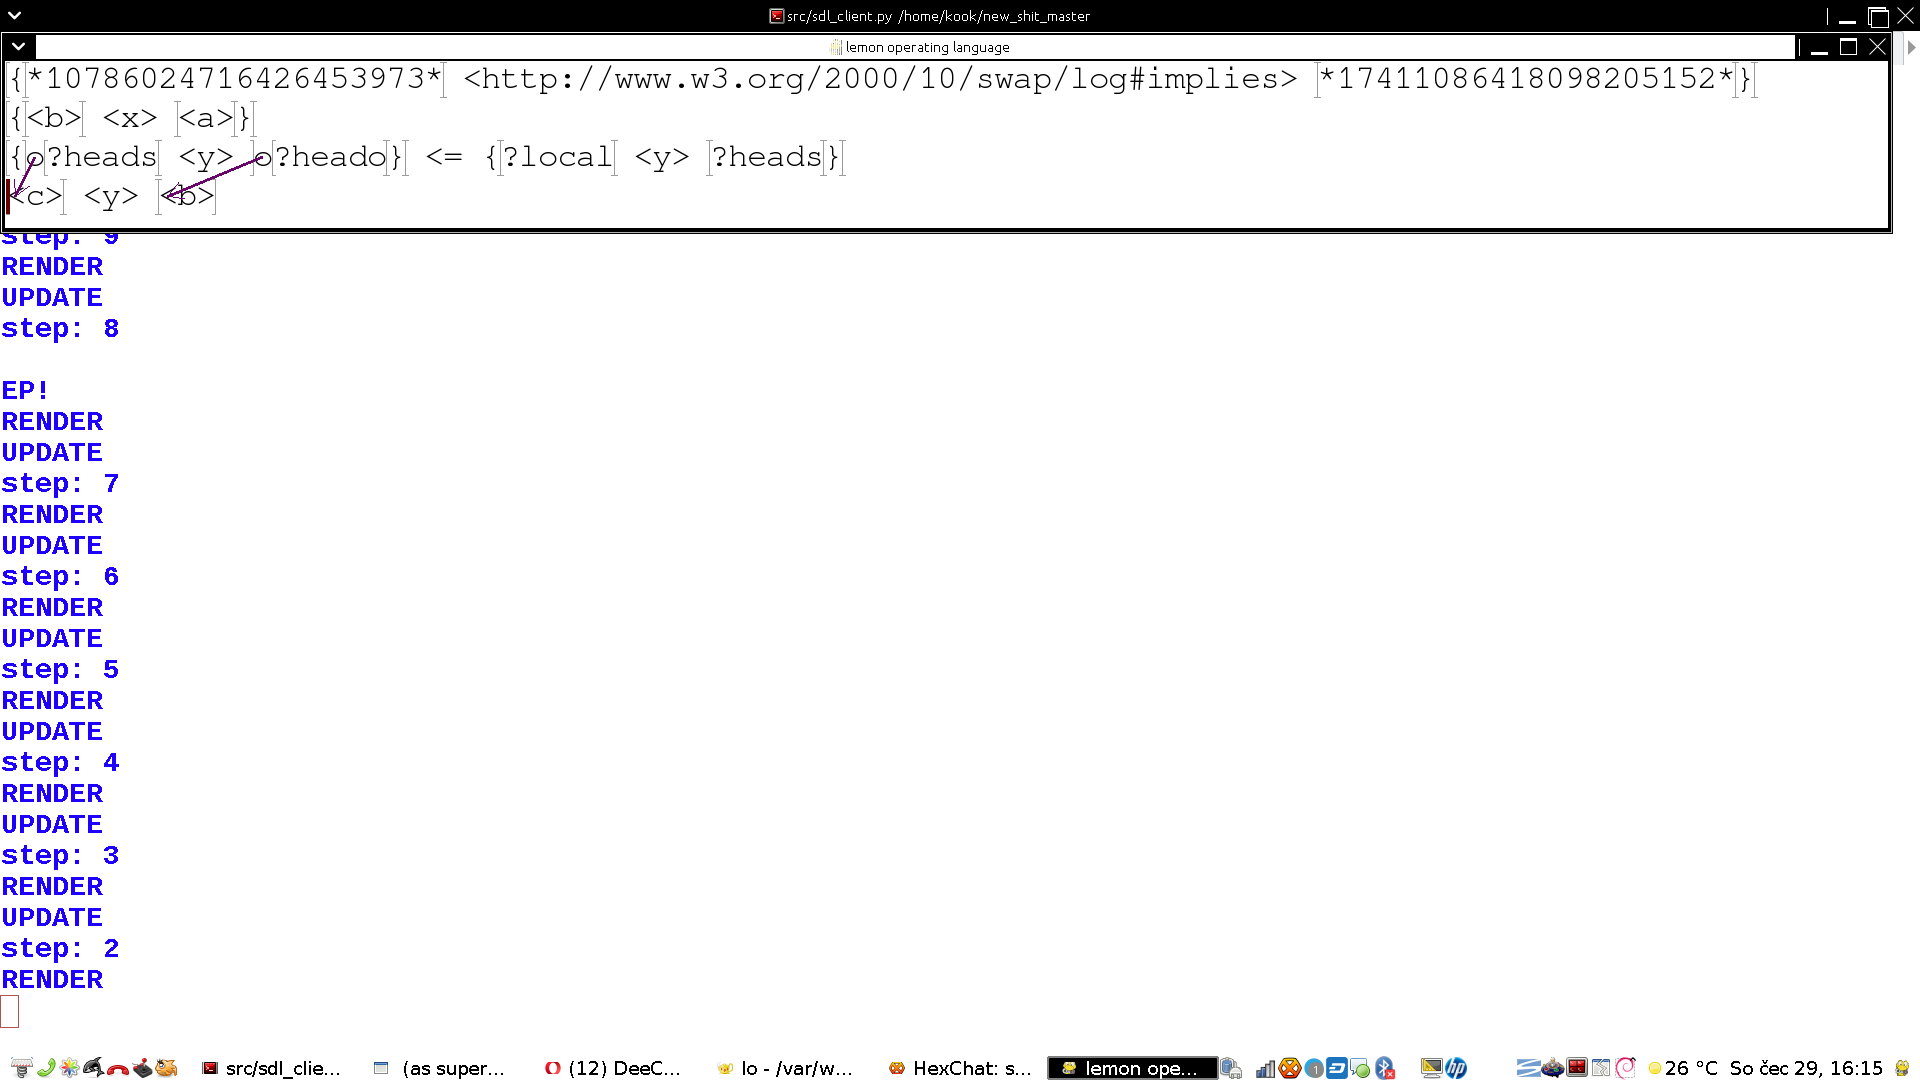 src/sdl_client.py /home/kook/new_shit_master
lemon operating language
{*10786024716426453973* <http://www.w3.org/2000/10/swap/log#implies> *17411086418098205152*}
{<b> <x> <a>}
{o?heads <y> o?heado} <= {?local <y> ?heads}
<c> <y> <b>
step: 9
RENDER
UPDATE
step: 8
EP!
RENDER
UPDATE
step: 7
RENDER
UPDATE
step: 6
RENDER
UPDATE
step: 5
RENDER
UPDATE
step: 4
RENDER
UPDATE
step: 3
RENDER
UPDATE
step: 2
RENDER
src/sdl_clie... (as super... (12) DeeC... lo - /var/w... HexChat: s... lemon ope... 26 °C So čec 29, 16:15